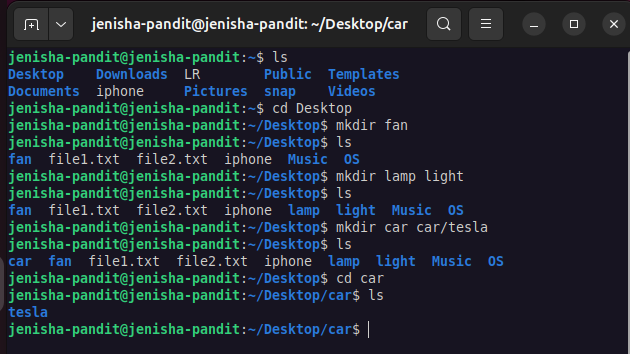 jenisha-pandit@jenisha-pandit: ~/Desktop/car
jenisha-pandit@jenisha-pandit:~$ ls
Desktop    Downloads  LR        Public  Templates
Documents  iphone     Pictures  snap    Videos
jenisha-pandit@jenisha-pandit:~$ cd Desktop
jenisha-pandit@jenisha-pandit:~/Desktop$ mkdir fan
jenisha-pandit@jenisha-pandit:~/Desktop$ ls
fan  file1.txt  file2.txt  iphone  Music  OS
jenisha-pandit@jenisha-pandit:~/Desktop$ mkdir lamp light
jenisha-pandit@jenisha-pandit:~/Desktop$ ls
fan  file1.txt  file2.txt  iphone  lamp  light  Music  OS
jenisha-pandit@jenisha-pandit:~/Desktop$ mkdir car car/tesla
jenisha-pandit@jenisha-pandit:~/Desktop$ ls
car  fan  file1.txt  file2.txt  iphone  lamp  light  Music  OS
jenisha-pandit@jenisha-pandit:~/Desktop$ cd car
jenisha-pandit@jenisha-pandit:~/Desktop/car$ ls
tesla
jenisha-pandit@jenisha-pandit:~/Desktop/car$